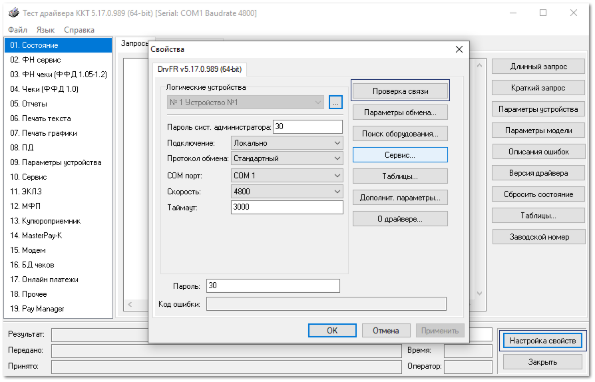 Тест драйвера ККТ 5.17.0.989 (64-bit) [Serial: COM1 Baudrate 4800]
Файл Язык Справка
01. Состояние
02. ФН сервис
03. ФН чеки (ФФД 1.05-1.2)
04. Чеки (ФФД 1.0)
05. Отчеты
06. Печать текста
07. Печать графики
08. ПД
09. Параметры устройства
10. Сервис
11. ЭКЛЗ
12. МФП
13. Купюроприемник
14. MasterPay-K
15. Модем
16. БД чеков
17. Онлайн платежи
18. Прочее
19. Pay Manager
Запросы
Свойства
DrvFR v5.17.0.989 (64-bit)
Логические устройства
№ 1 Устройство №1
...
Пароль сист. администратора: 30
Подключение: Локально
Протокол обмена: Стандартный
COM порт: COM 1
Скорость: 4800
Таймаут: 3000
Проверка связи
Параметры обмена...
Поиск оборудования...
Сервис...
Таблицы...
Дополнит. параметры...
О драйвере...
Пароль: 30
Код ошибки:
OK Отмена Применить
Длинный запрос
Краткий запрос
Параметры устройства
Параметры модели
Описания ошибок
Версия драйвера
Сбросить состояние
Таблицы...
Заводской номер
Результат:
Передано:
Время:
Принято:
Оператор:
Настройка свойств
Закрыть